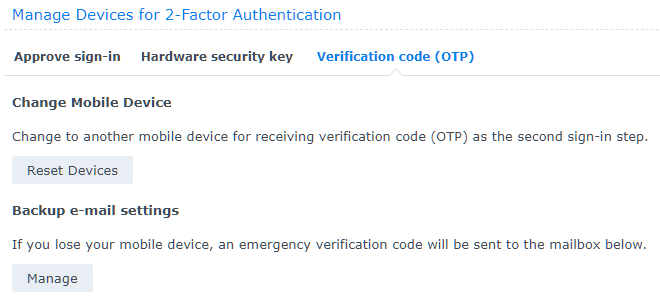 Manage Devices for 2-Factor Authentication
Approve sign-in Hardware security key Verification code (OTP)
Change Mobile Device
Change to another mobile device for receiving verification code (OTP) as the second sign-in step.
Reset Devices
Backup e-mail settings
If you lose your mobile device, an emergency verification code will be sent to the mailbox below.
Manage